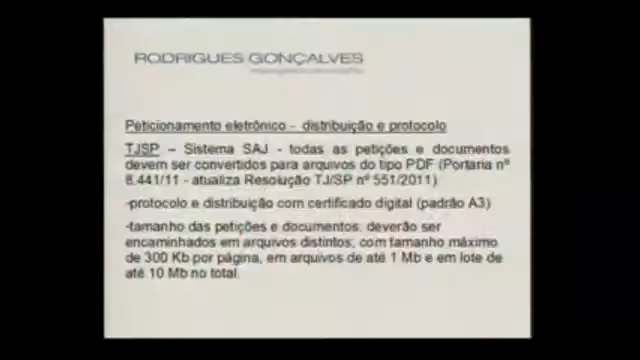 RODRIGUES GONÇALVES
Peticionamento eletrônico - distribuição e protocolo
TJSP – Sistema SAJ - todas as petições e documentos
devem ser convertidos para arquivos do tipo PDF (Portaria nº
8.441/11 - atualiza Resolução TJ/SP nº 551/2011)
-protocolo e distribuição com certificado digital (padrão A3)
-tamanho das petições e documentos: deverão ser
encaminhados em arquivos distintos, com tamanho máximo
de 300 Kb por página, em arquivos de até 1 Mb e em lote de
até 10 Mb no total.